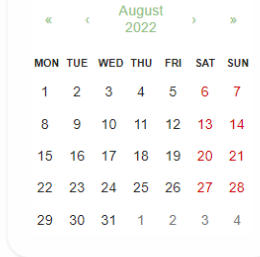 « ‹ August 2022 › »
MON TUE WED THU FRI SAT SUN
1 2 3 4 5 6 7
8 9 10 11 12 13 14
15 16 17 18 19 20 21
22 23 24 25 26 27 28
29 30 31 1 2 3 4